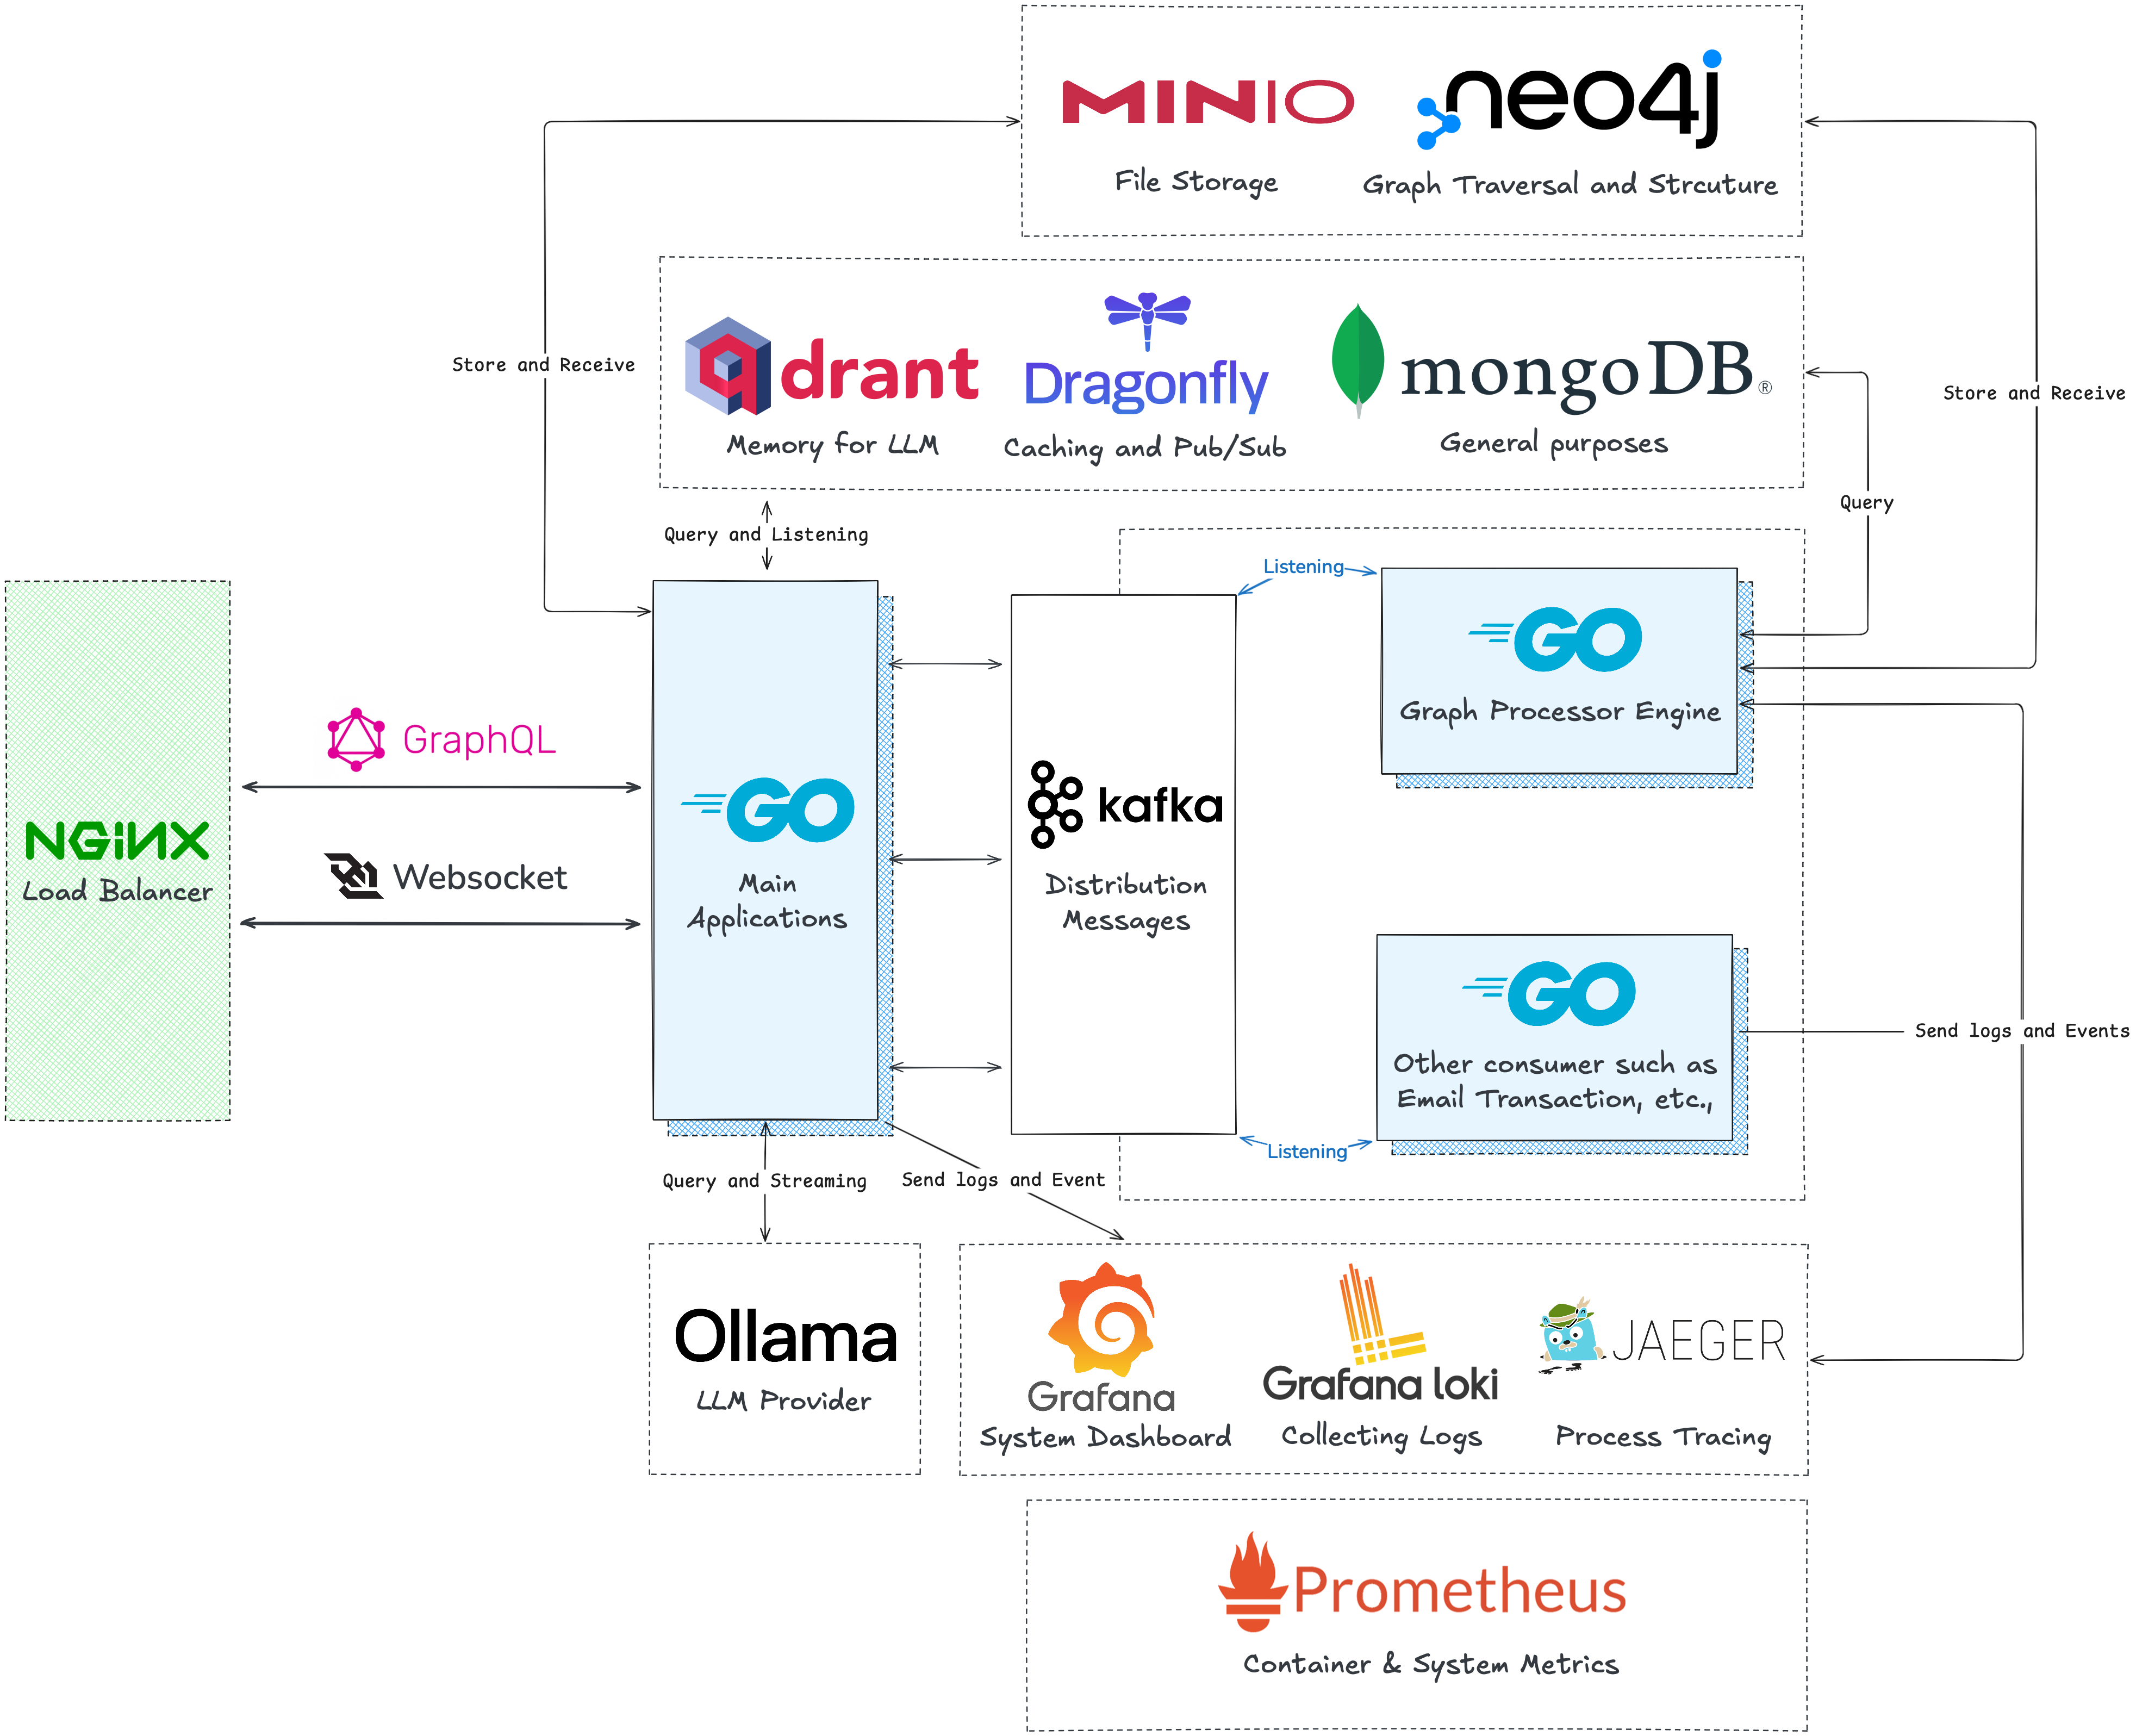 MINIO
neo4j
File Storage
Graph Traversal and Strcuture
Store and Receive
qdrant
Dragonfly
mongoDB®
Memory for LLM
Caching and Pub/Sub
General purposes
Store and Receive
Query
Query and Listening
Listening
GO
Graph Processor Engine
GraphQL
NGINX
Load Balancer
Websocket
GO
Main
Applications
kafka
Distribution
Messages
GO
Other consumer such as
Email Transaction, etc.,
Send logs and Events
Listening
Query and Streaming
Send logs and Event
Ollama
LLM Provider
Grafana
System Dashboard
Grafana loki
Collecting Logs
JAEGER
Process Tracing
Prometheus
Container & System Metrics